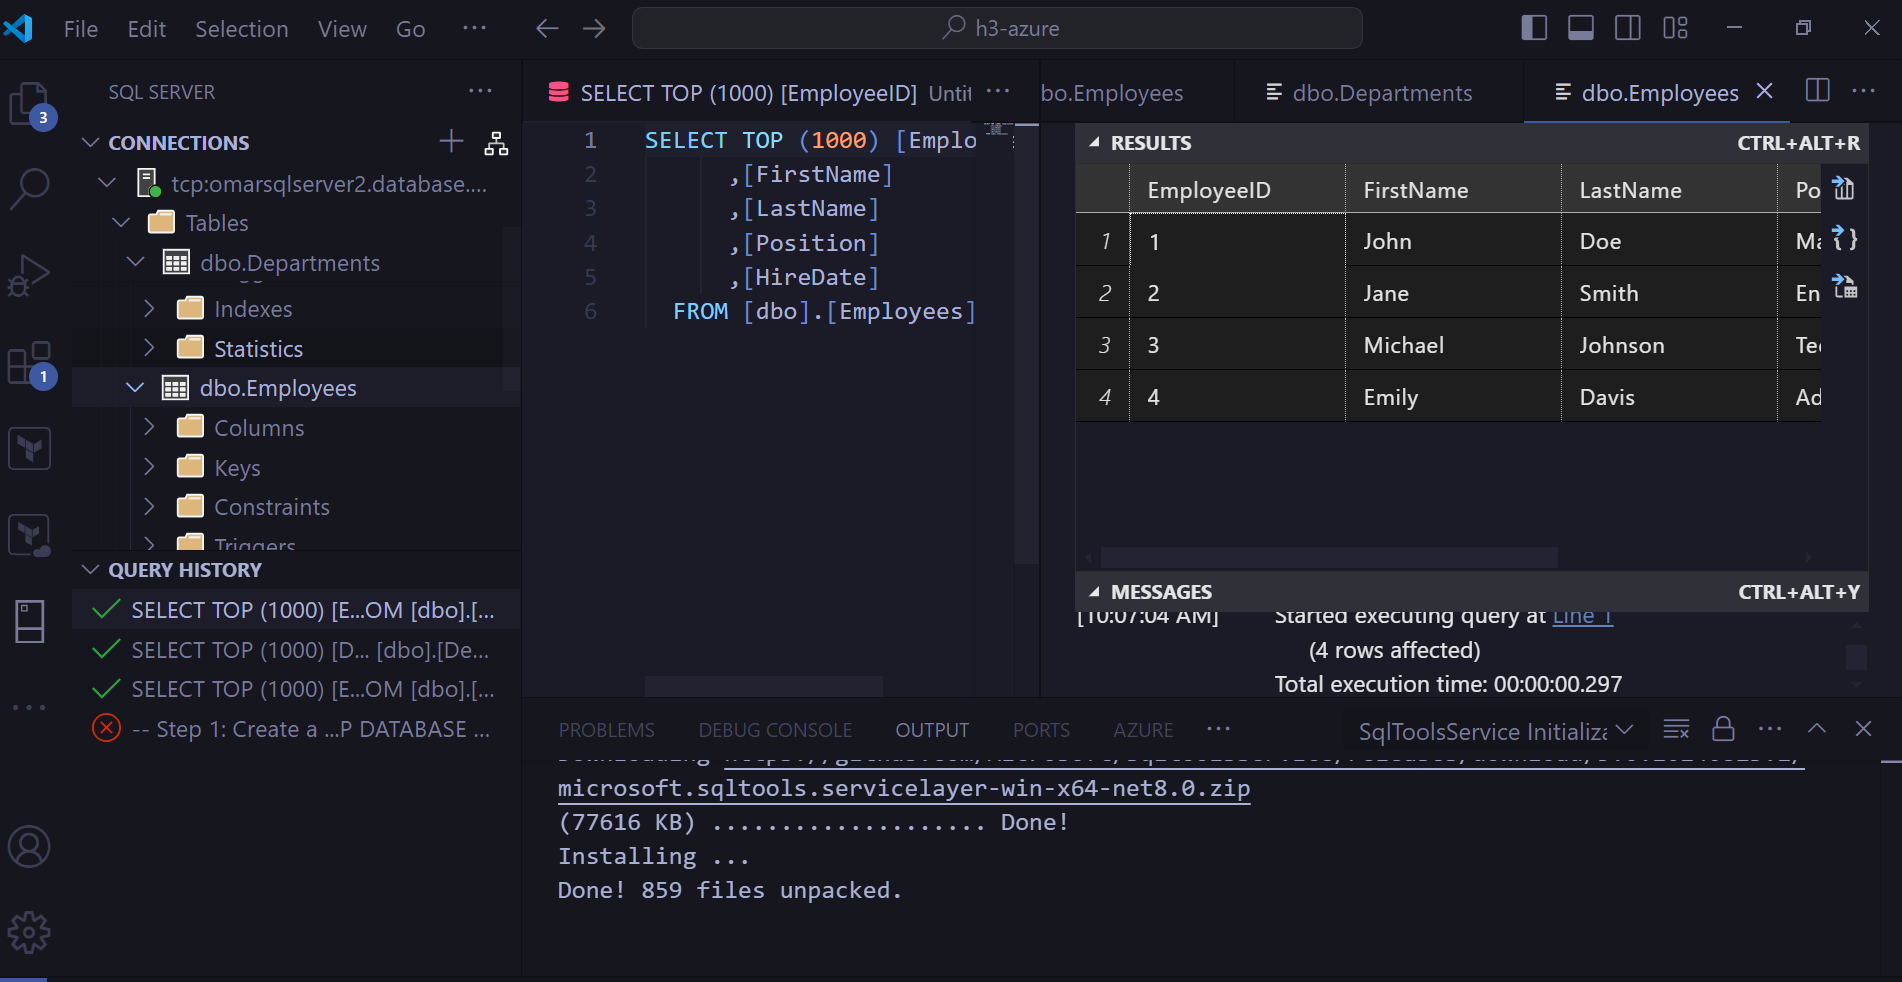 File Edit Selection View Go ...
h3-azure
SQL SERVER
CONNECTIONS
tcp:omarsqlserver2.database....
Tables
dbo.Departments
Indexes
Statistics
dbo.Employees
Columns
Keys
Constraints
Triggers
QUERY HISTORY
SELECT TOP (1000) [E...OM [dbo].[...
SELECT TOP (1000) [D... [dbo].[De...
SELECT TOP (1000) [E...OM [dbo].[...
-- Step 1: Create a ...P DATABASE ...
3
1
SELECT TOP (1000) [EmployeeID] Untit ...
1 SELECT TOP (1000) [Emplo
2 ,[FirstName]
3 ,[LastName]
4 ,[Position]
5 ,[HireDate]
6 FROM [dbo].[Employees]
bo.Employees dbo.Departments dbo.Employees
RESULTS CTRL+ALT+R
EmployeeID FirstName LastName Po
1 1 John Doe Ma
2 2 Jane Smith En
3 3 Michael Johnson Te
4 4 Emily Davis Ad
MESSAGES CTRL+ALT+Y
[10:07:04 AM] Started executing query at Line 1
(4 rows affected)
Total execution time: 00:00:00.297
PROBLEMS DEBUG CONSOLE OUTPUT PORTS AZURE ...
SqlToolsService Initializa
microsoft.sqltools.servicelayer-win-x64-net8.0.zip
(77616 KB) .................... Done!
Installing ...
Done! 859 files unpacked.